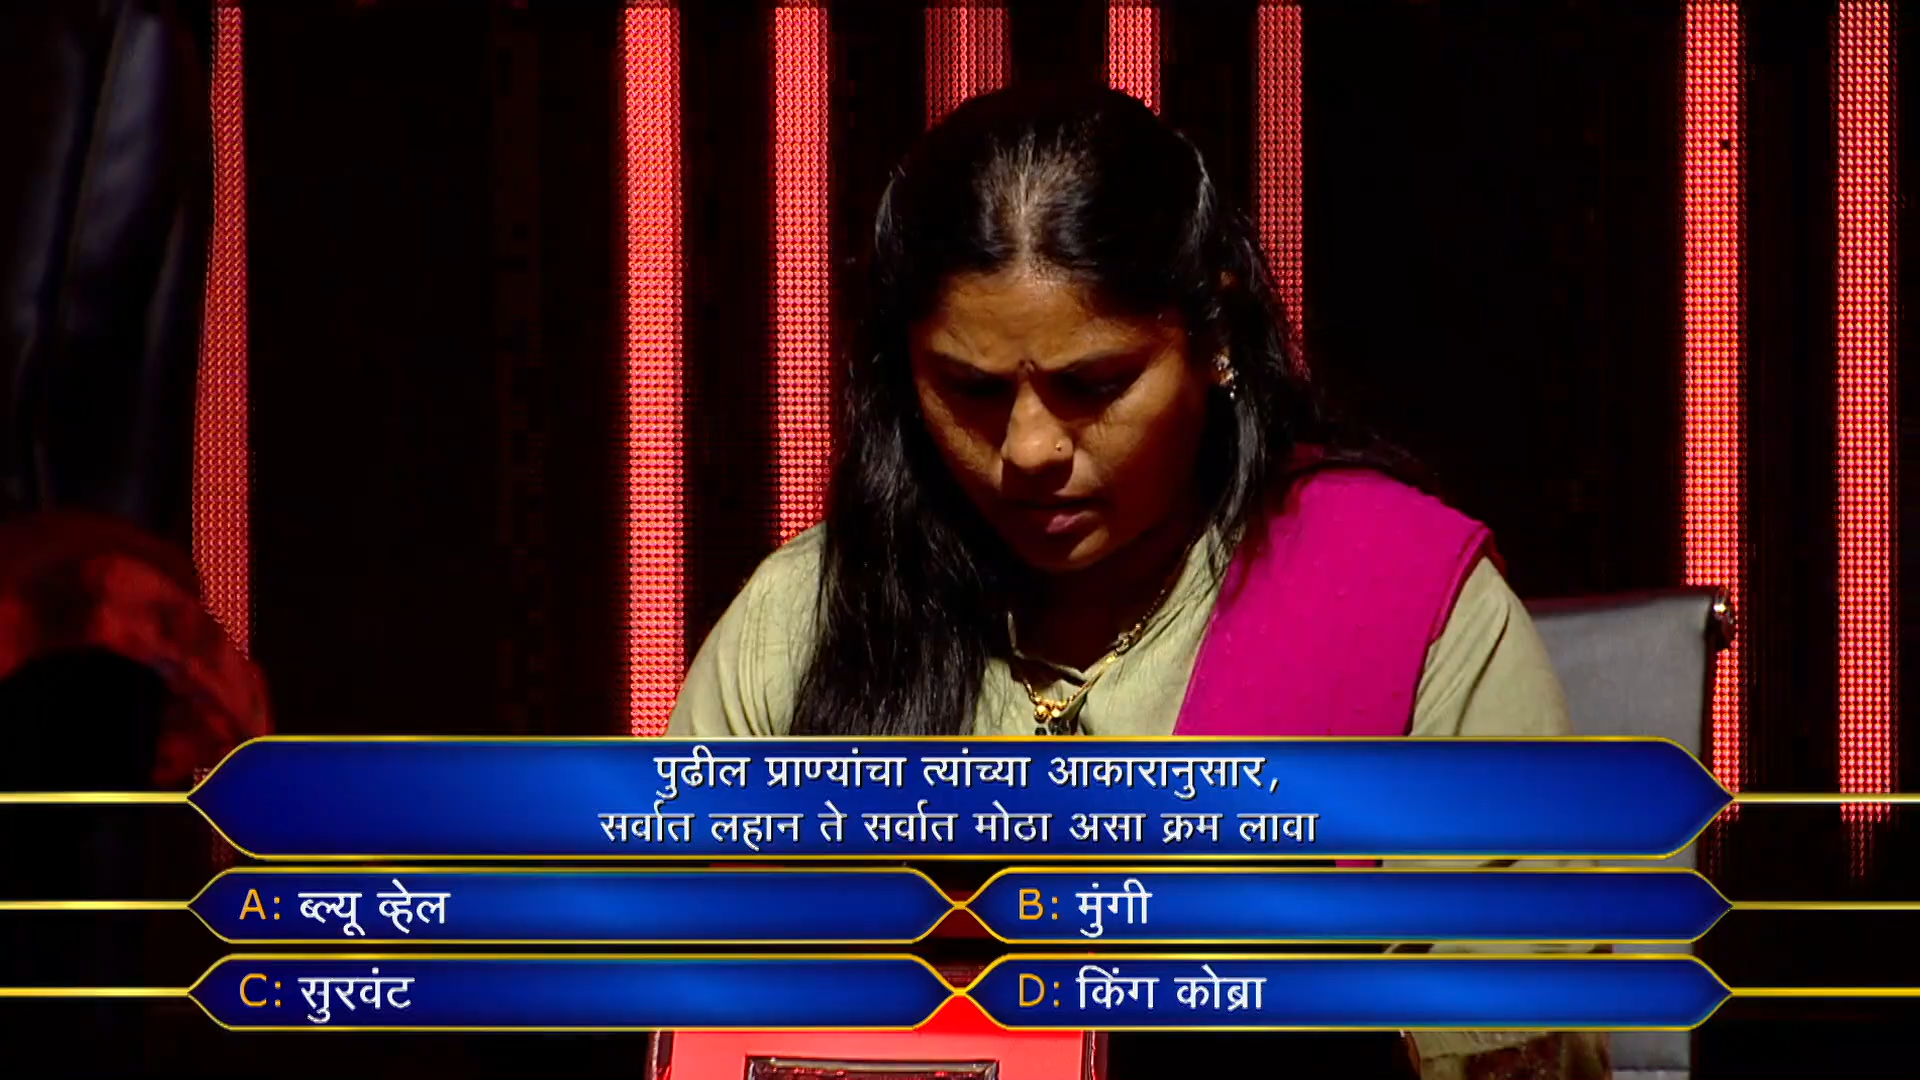 पुढील प्राण्यांचा त्यांच्या आकारानुसार,
सर्वात लहान ते सर्वात मोठा असा क्रम लावा
A: ब्ल्यू व्हेल
B: मुंगी
C: सुरवंट
D: किंग कोब्रा